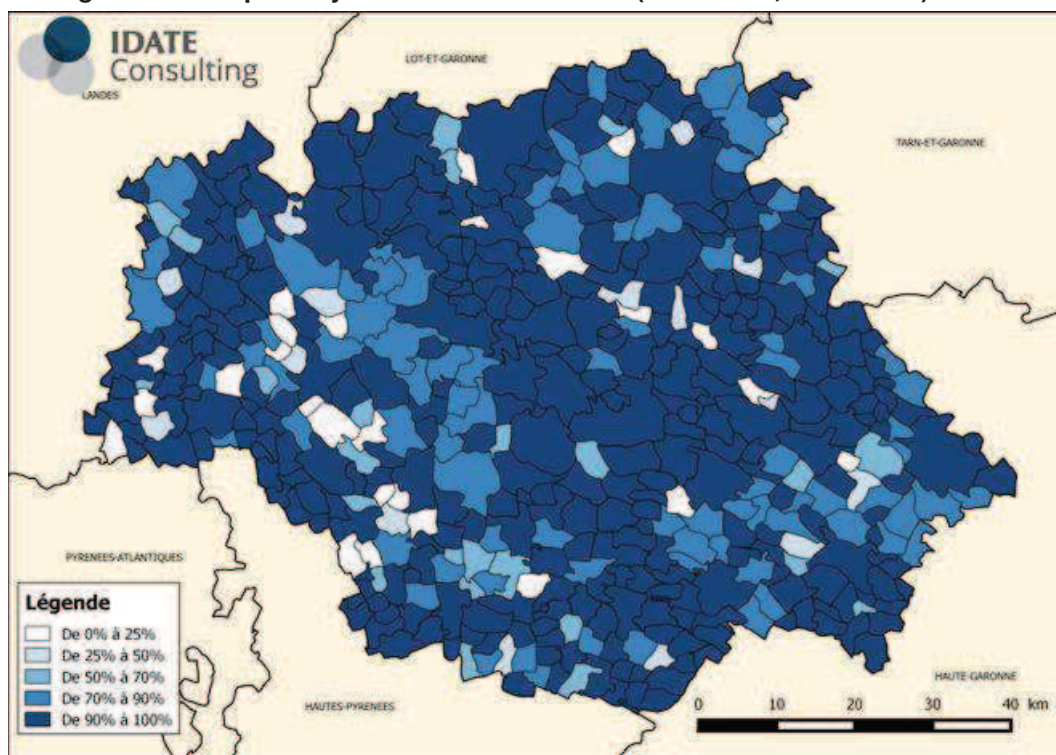 IDATE
Consulting
LOT-ET-GARONNE
LANDES
TARN-ET-GARONNE
PYRENEES-ATLANTIQUES
Légende
De 0% à 25%
De 25% à 50%
De 50% à 70%
De 70% à 90%
De 90% à 100%
HAUTES-PYRENEES
HAUTE-GARONNE
0 10 20 30 40 km